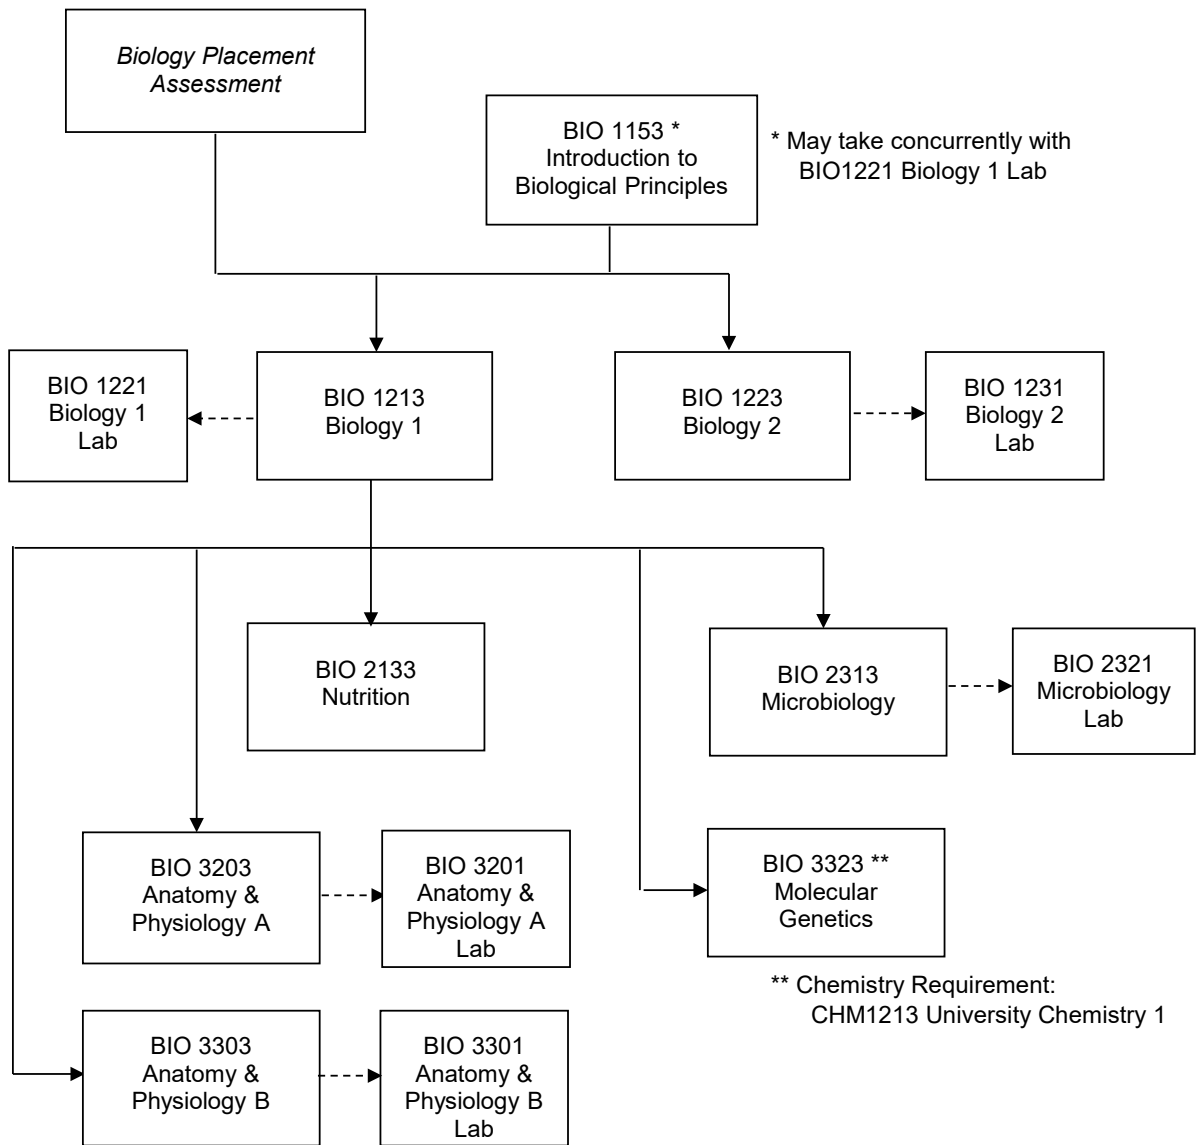 Biology Placement
Assessment
BIO 1153 *
Introduction to
Biological Principles
* May take concurrently with
BIO1221 Biology 1 Lab
BIO 1221
Biology 1
Lab
BIO 1213
Biology 1
BIO 1223
Biology 2
BIO 1231
Biology 2
Lab
BIO 2133
Nutrition
BIO 2313
Microbiology
BIO 2321
Microbiology
Lab
BIO 3203
Anatomy &
Physiology A
BIO 3201
Anatomy &
Physiology A
Lab
BIO 3323 **
Molecular
Genetics
** Chemistry Requirement:
CHM1213 University Chemistry 1
BIO 3303
Anatomy &
Physiology B
BIO 3301
Anatomy &
Physiology B
Lab